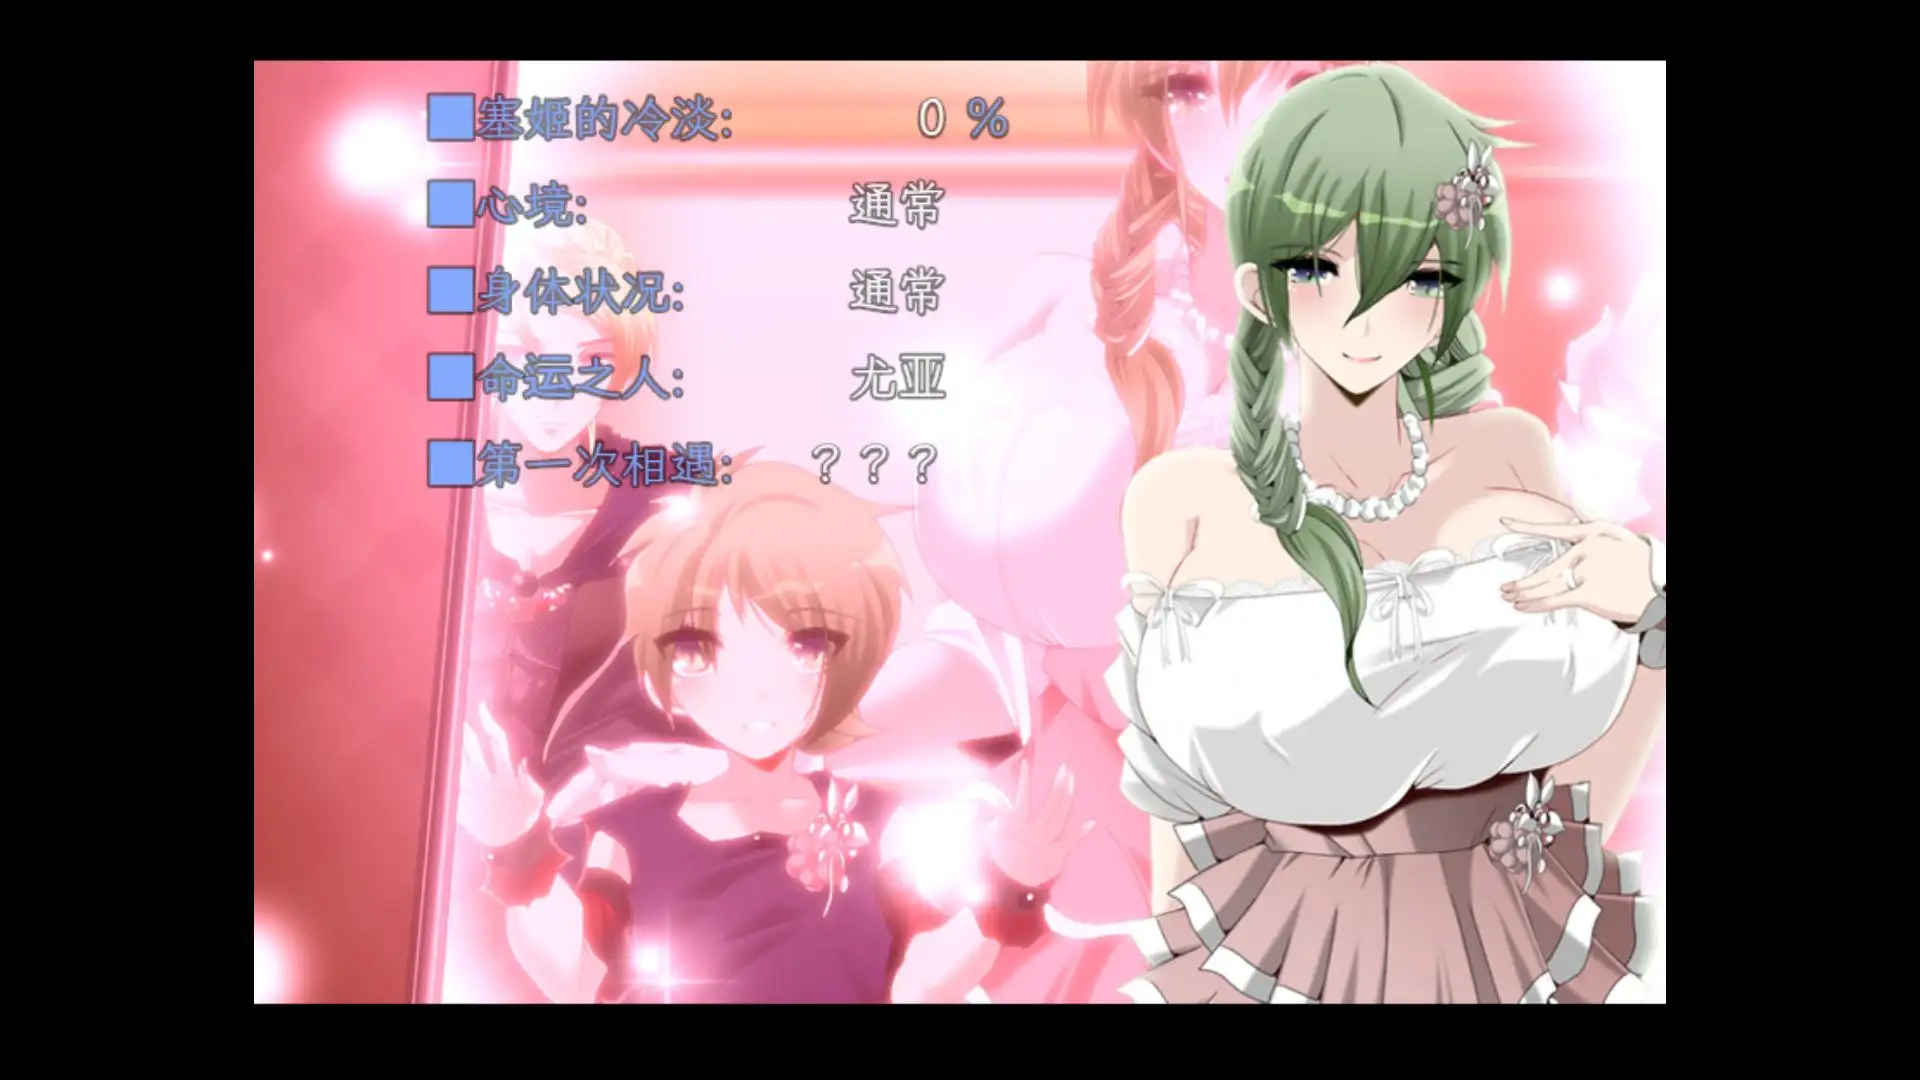 塞姬的冷淡: 0 %
心境: 通常
身体状况: 通常
命运之人: 尤亚
第一次相遇: ？？？